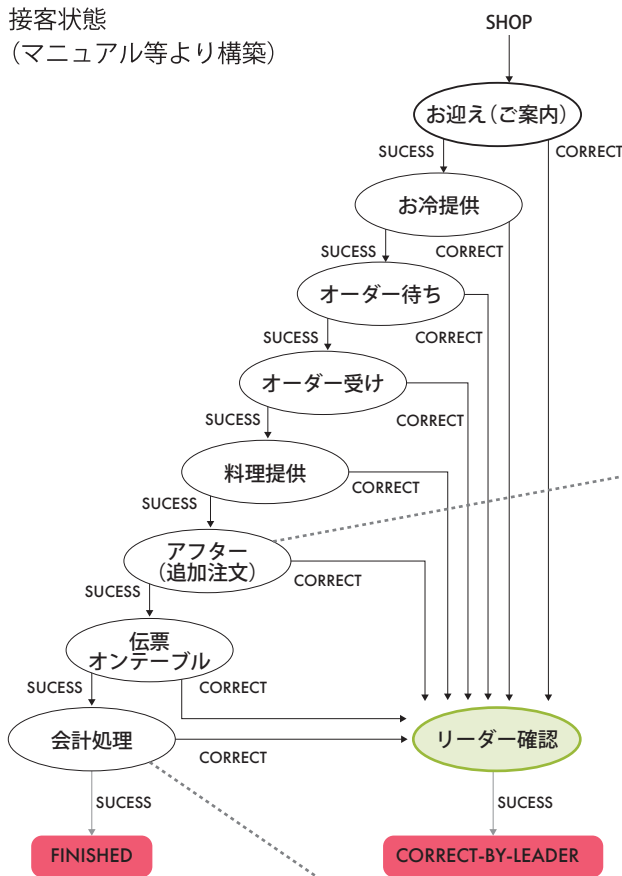 接客状態
（マニュアル等より構築）
SHOP
お迎え（ご案内）
SUCESS
CORRECT
お冷提供
SUCESS
CORRECT
オーダー待ち
SUCESS
CORRECT
オーダー受け
SUCESS
CORRECT
料理提供
SUCESS
CORRECT
アフター
（追加注文）
SUCESS
CORRECT
伝票
オンテーブル
SUCESS
CORRECT
会計処理
CORRECT
リーダー確認
SUCESS
SUCESS
FINISHED
CORRECT-BY-LEADER